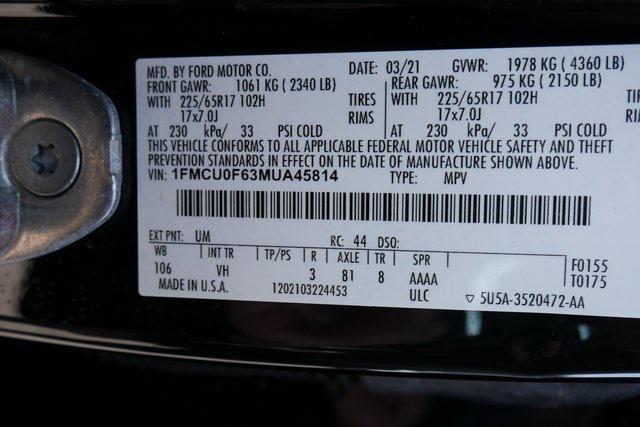 MFD. BY FORD MOTOR CO. DATE: 03/21 GVWR: 1978 KG ( 4360 LB)
FRONT GAWR: 1061 KG ( 2340 LB) REAR GAWR: 975 KG ( 2150 LB)
WITH 225/65R17 102H TIRES WITH 225/65R17 102H
17x7.0J RIMS 17x7.0J
AT 230 kPa/ 33 PSI COLD AT 230 kPa/ 33 PSI COLD
THIS VEHICLE CONFORMS TO ALL APPLICABLE FEDERAL MOTOR VEHICLE SAFETY AND THEFT
PREVENTION STANDARDS IN EFFECT ON THE DATE OF MANUFACTURE SHOWN ABOVE.
VIN: 1FMCU0F63MUA45814 TYPE: MPV
EXT PNT: UM RC: 44 DSO:
WB INT TR TP/PS R AXLE TR SPR
106 VH 3 81 8 AAAA
F0155
T0175
MADE IN U.S.A. 1202103224453 ULC ▽ 5U5A-3520472-AA